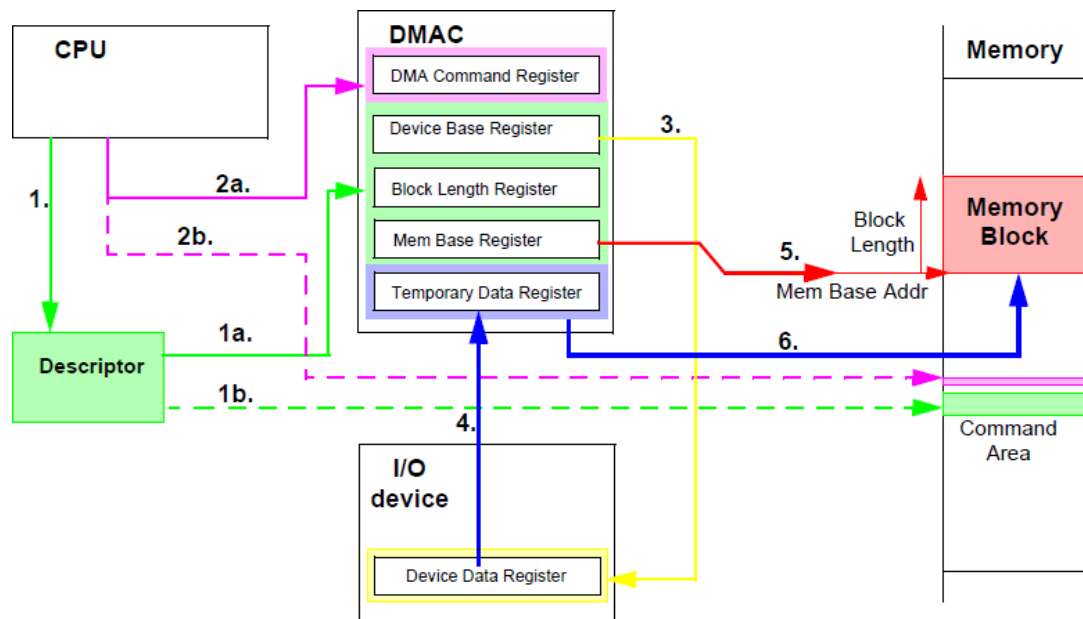 CPU
DMAC
Memory
DMA Command Register
Device Base Register
3.
2a.
1.
Block Length Register
Block
Length
Memory
Block
2b.
Mem Base Register
5.
Mem Base Addr
Temporary Data Register
1a.
6.
Descriptor
1b.
4.
Command
Area
I/O
device
Device Data Register